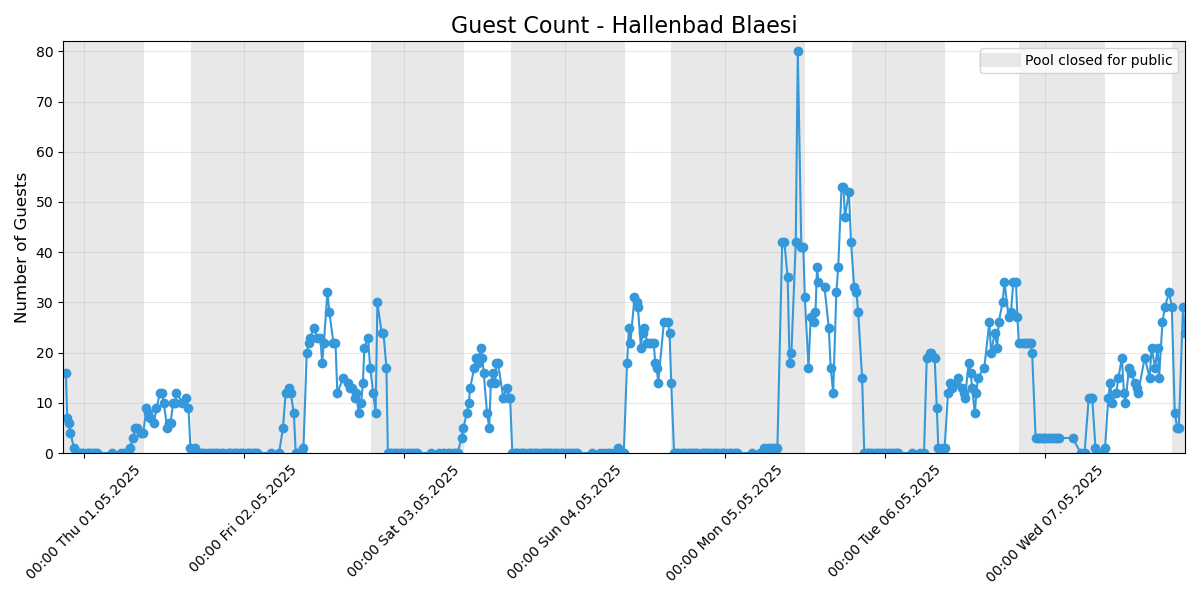 Guest Count - Hallenbad Blaesi
Pool closed for public
Number of Guests
80
70
60
50
40
30
20
10
0
00:00 Thu 01.05.2025
00:00 Fri 02.05.2025
00:00 Sat 03.05.2025
00:00 Sun 04.05.2025
00:00 Mon 05.05.2025
00:00 Tue 06.05.2025
00:00 Wed 07.05.2025